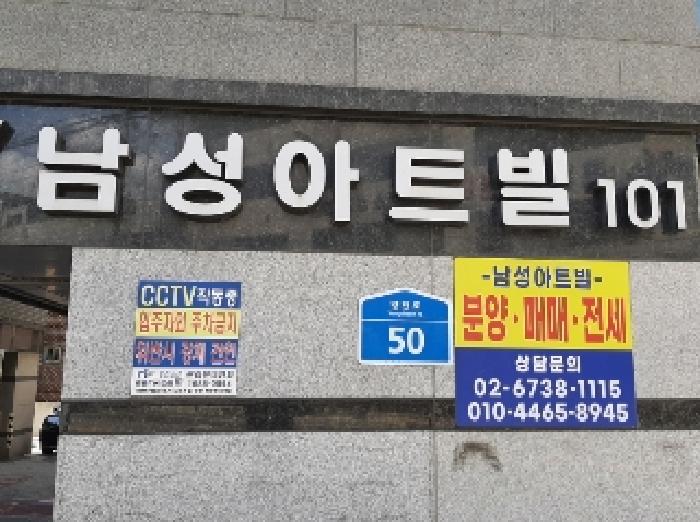 남성아트빌 101
CCTV작동중
입주자외 주차금지
위반시 강제 견인
50
-남성아트빌-
분양·매매·전세
상담문의
02-6738-1115
010-4465-8945